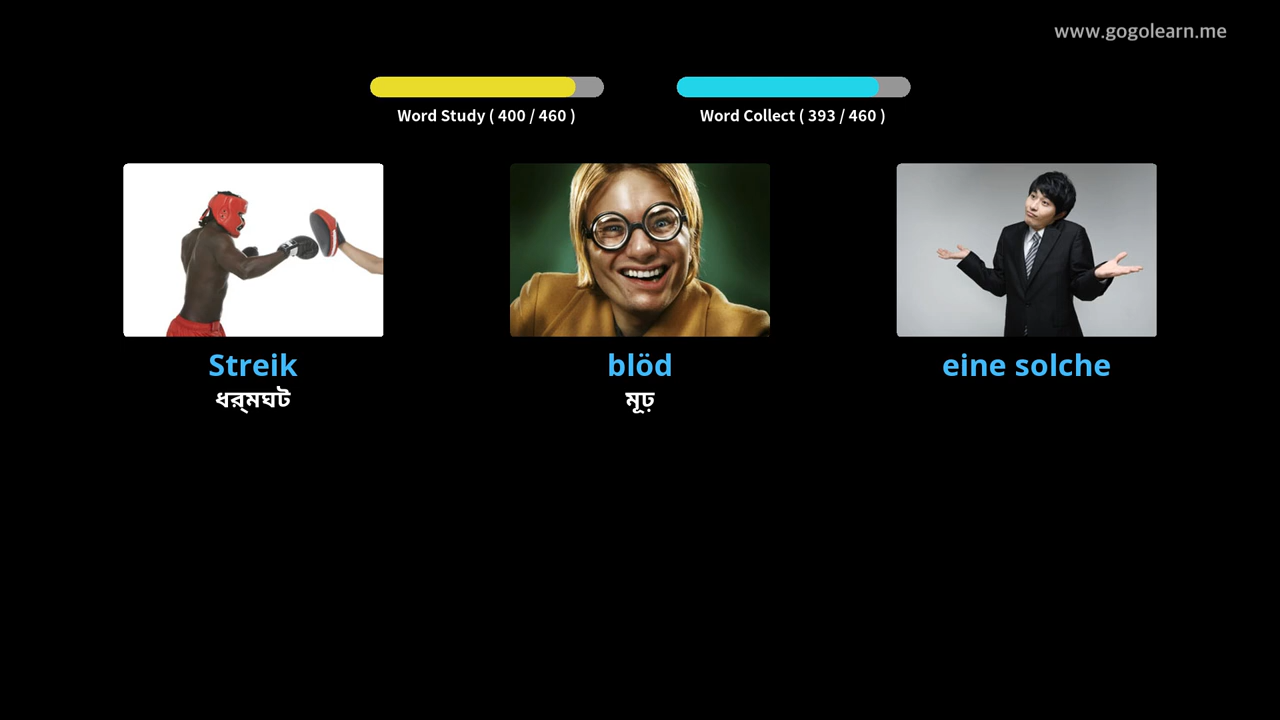 www.gogolearn.me
Word Study ( 400 / 460 )
Word Collect ( 393 / 460 )
Streik
ধর্মঘট
blöd
মূঢ়
eine solche